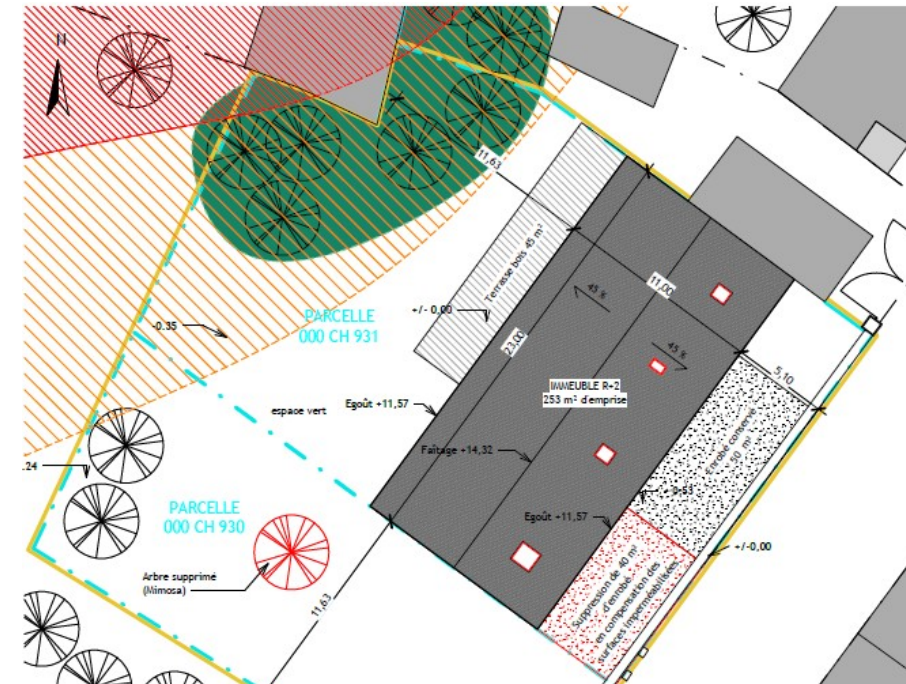 N
11,63
Terrasse bois 45 m²
11,00
45 %
+/- 0,00
PARCELLE
000 CH 931
-0.35
23,00
45 %
IMMEUBLE R+2
253 m² d'emprise
5,10
espace vert
Egoût +11,57
Enrobé conservé
50 m²
Faîtage +14,32
.24
PARCELLE
000 CH 930
Egoût +11,57
+/-0,00
Arbre supprimé
(Mimosa)
11,63
Suppression de 40 m²
d'enrobé
en compensation des
surfaces imperméabilisées